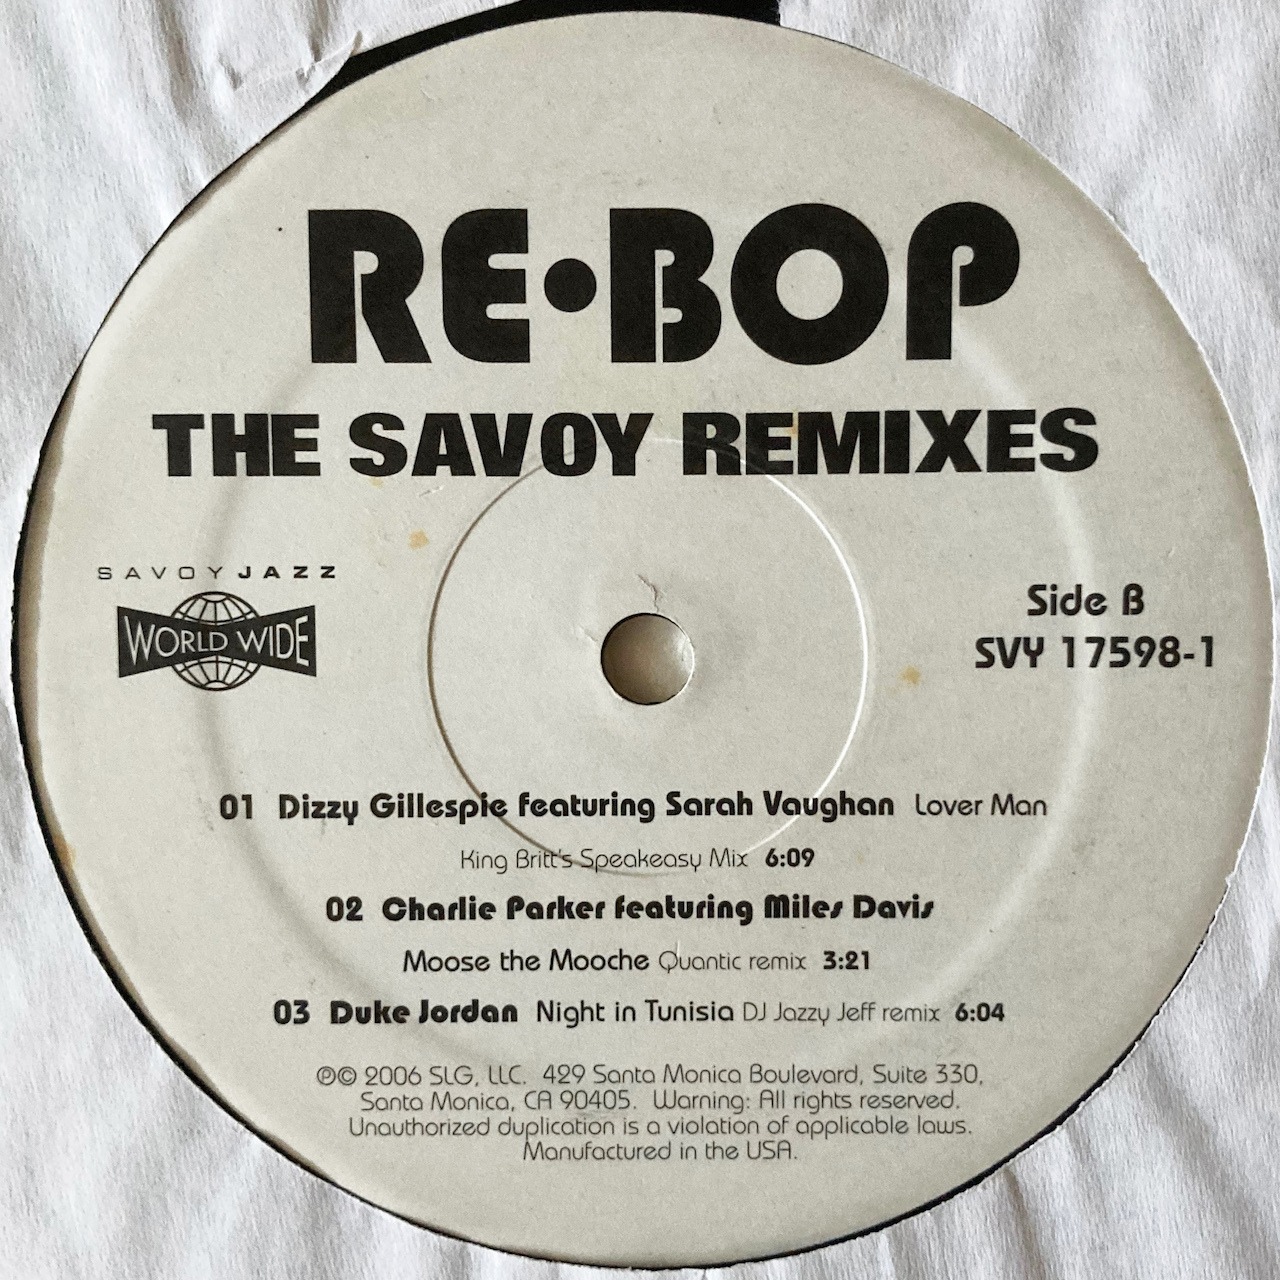 RE•BOP
THE SAVOY REMIXES
SAVOY JAZZ
WORLD WIDE
Side B
SVY 17598-1
01 Dizzy Gillespie featuring Sarah Vaughan Lover Man
King Britt's Speakeasy Mix 6:09
02 Charlie Parker featuring Miles Davis
Moose the Mooche Quantic remix 3:21
03 Duke Jordan Night in Tunisia DJ Jazzy Jeff remix 6:04
℗© 2006 SLG, LLC. 429 Santa Monica Boulevard, Suite 330,
Santa Monica, CA 90405. Warning: All rights reserved.
Unauthorized duplication is a violation of applicable laws.
Manufactured in the USA.